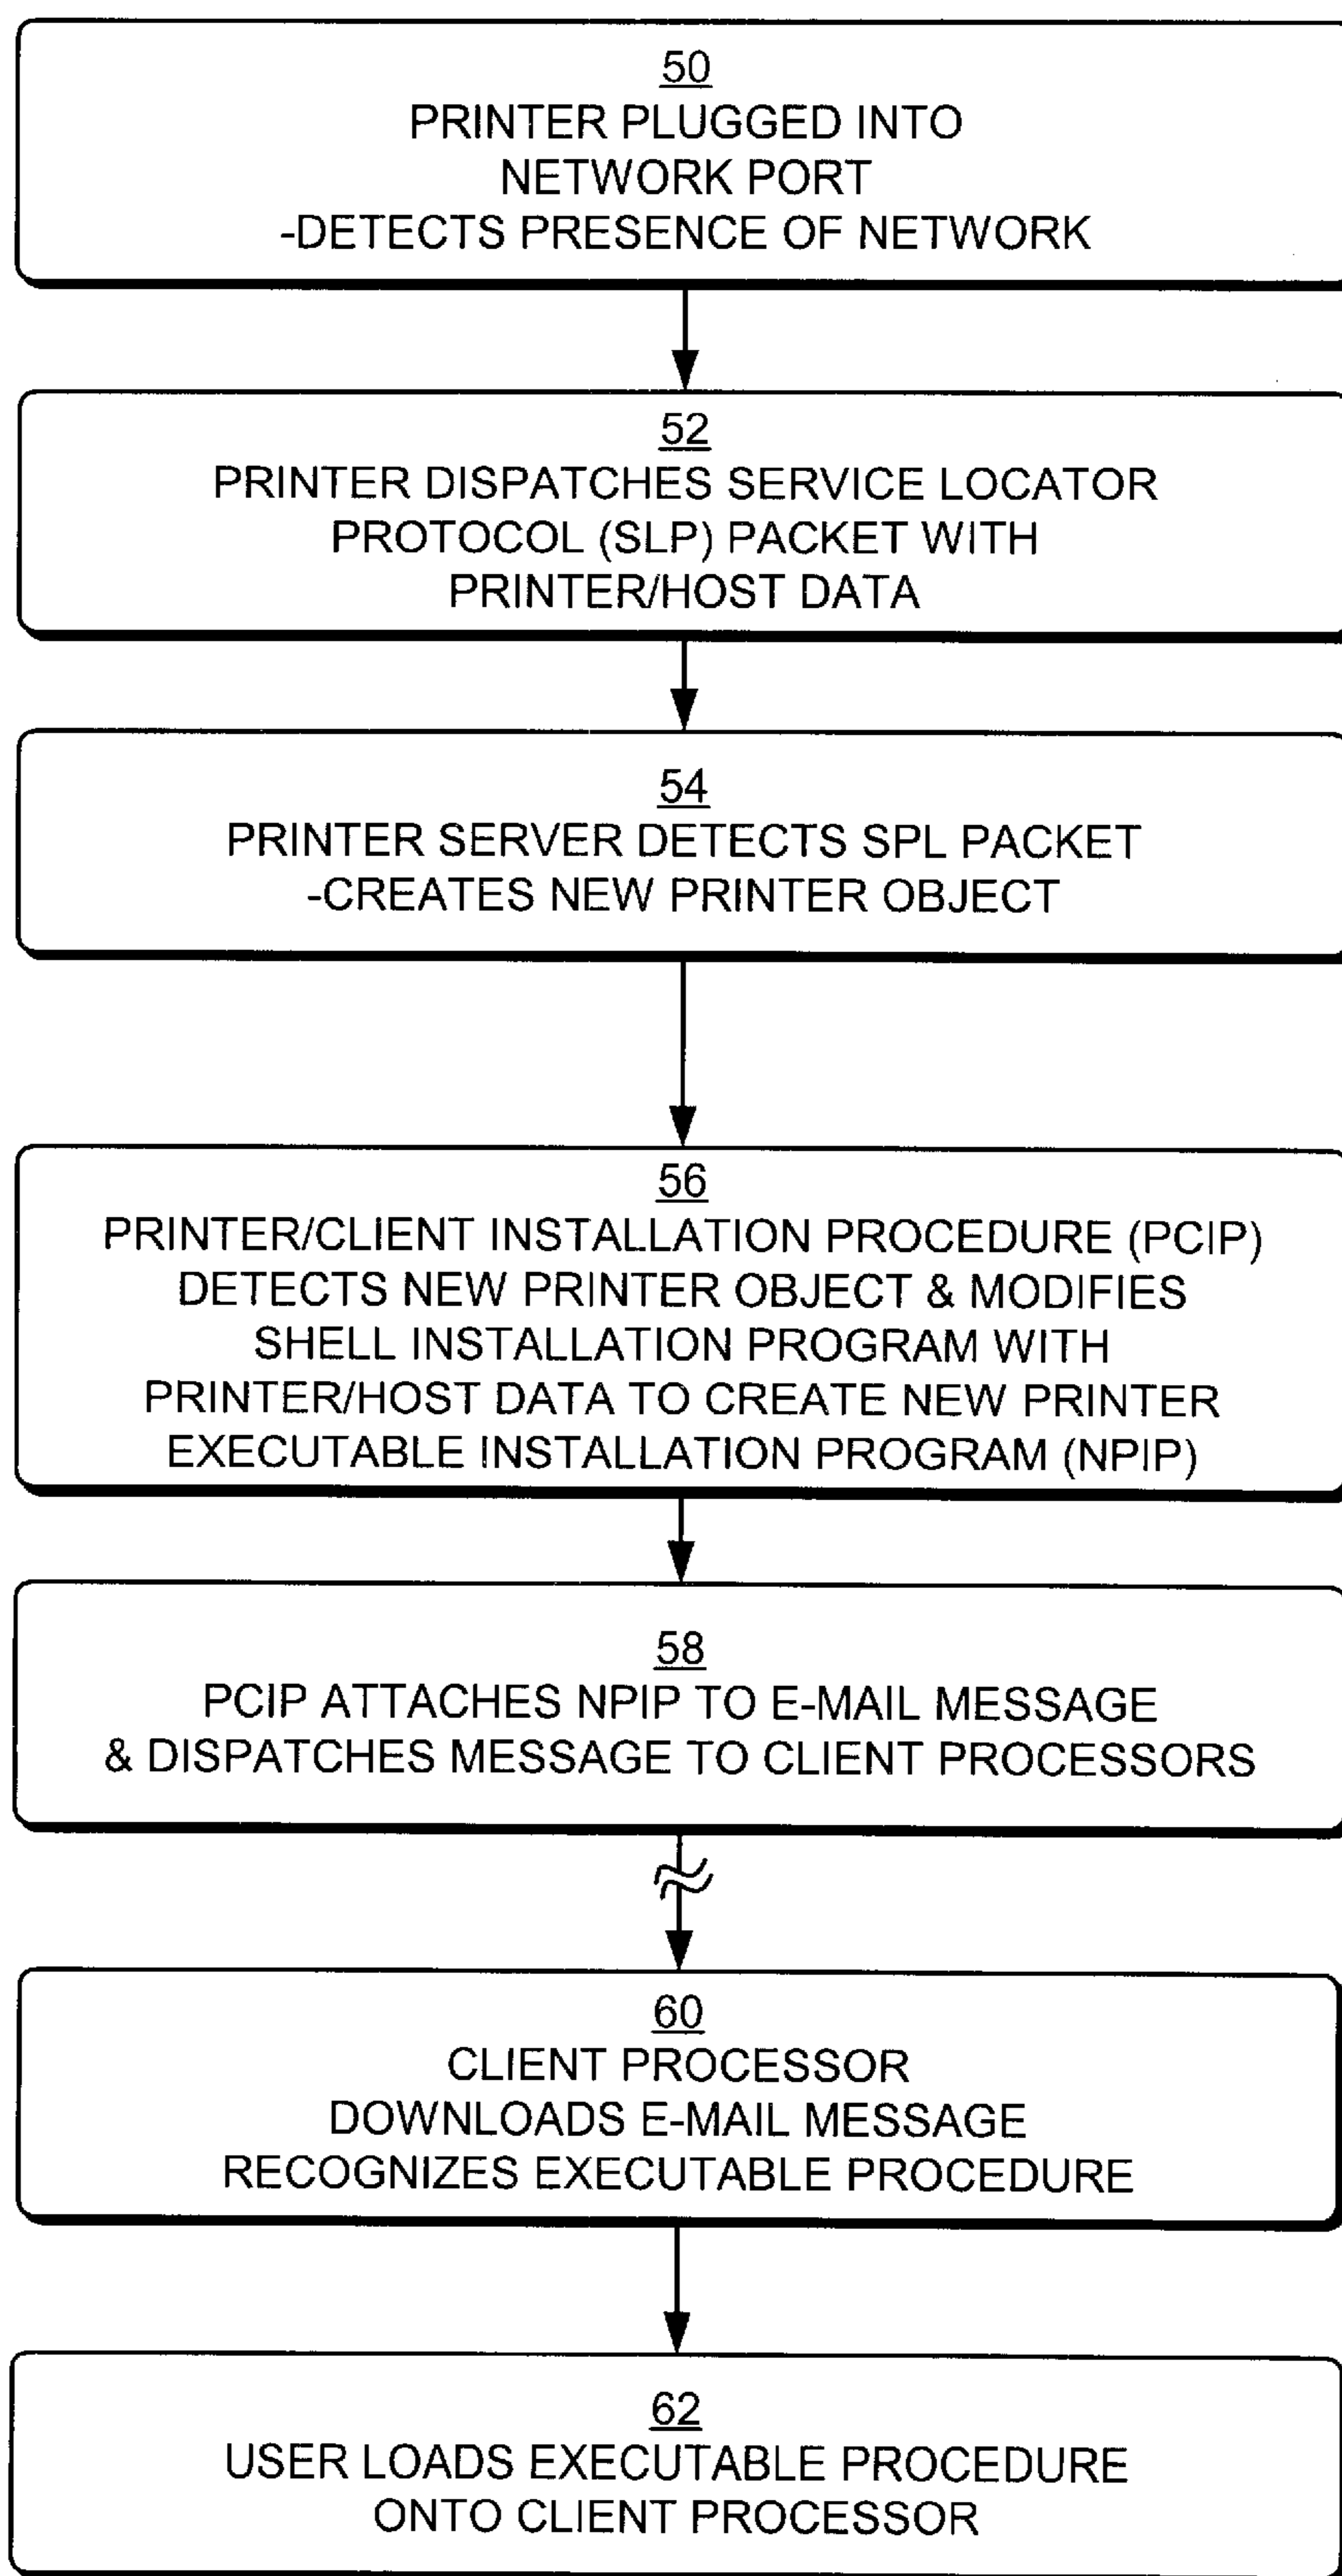 50
PRINTER PLUGGED INTO
NETWORK PORT
-DETECTS PRESENCE OF NETWORK
52
PRINTER DISPATCHES SERVICE LOCATOR
PROTOCOL (SLP) PACKET WITH
PRINTER/HOST DATA
54
PRINTER SERVER DETECTS SPL PACKET
-CREATES NEW PRINTER OBJECT
56
PRINTER/CLIENT INSTALLATION PROCEDURE (PCIP)
DETECTS NEW PRINTER OBJECT & MODIFIES
SHELL INSTALLATION PROGRAM WITH
PRINTER/HOST DATA TO CREATE NEW PRINTER
EXECUTABLE INSTALLATION PROGRAM (NPIP)
58
PCIP ATTACHES NPIP TO E-MAIL MESSAGE
& DISPATCHES MESSAGE TO CLIENT PROCESSORS
60
CLIENT PROCESSOR
DOWNLOADS E-MAIL MESSAGE
RECOGNIZES EXECUTABLE PROCEDURE
62
USER LOADS EXECUTABLE PROCEDURE
ONTO CLIENT PROCESSOR